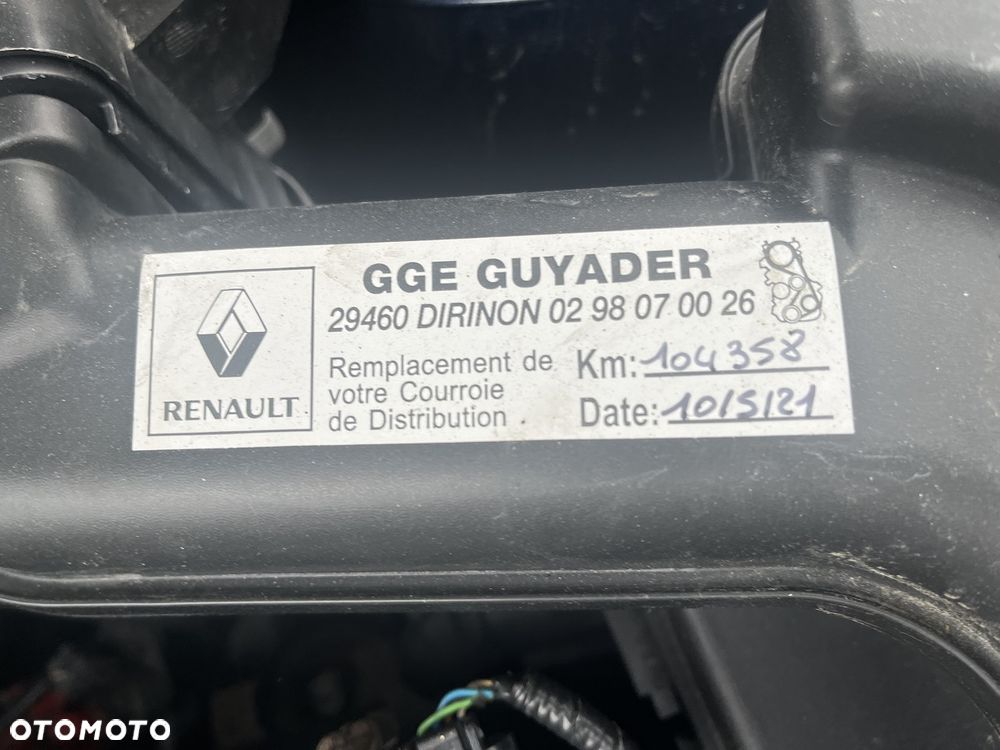 GGE GUYADER
29460 DIRINON 02 98 07 00 26
Remplacement de
votre Courroie
de Distribution .
Km: 104358
Date: 10/5/21
RENAULT
OTOMOTO